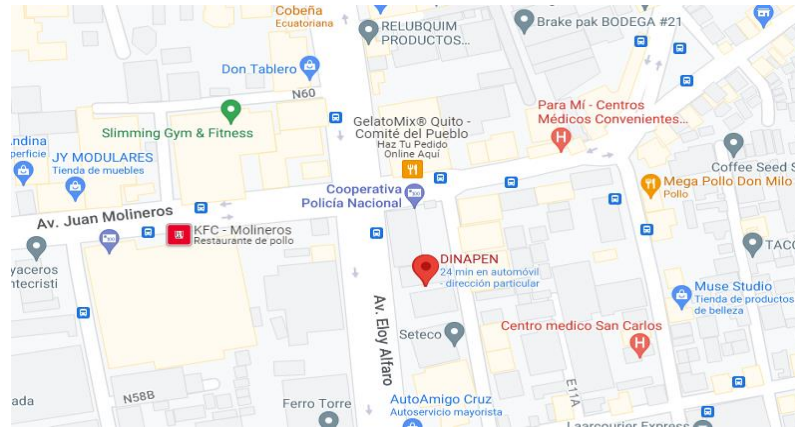 Cobeña
Ecuatoriana
RELUBQUIM
PRODUCTOS...
Brake pak BODEGA #21
Don Tablero
N60
Slimming Gym & Fitness
GelatoMix® Quito -
Comité del Pueblo
Haz Tu Pedido
Online Aquí
Para Mí - Centros
Médicos Convenientes...
Andina
perficie
JY MODULARES
Tienda de muebles
Coffee Seed S
Mega Pollo Don Milo
Pollo
Cooperativa
Policía Nacional
Av. Juan Molineros
KFC - Molineros
Restaurante de pollo
yaceros
ntecristi
TACO
DINAPEN
24 min en automóvil
- dirección particular
Muse Studio
Tienda de productos
de belleza
Av. Eloy Alfaro
Seteco
Centro medico San Carlos
E11A
N58B
ada
Ferro Torre
AutoAmigo Cruz
Autoservicio mayorista
Laarcourier Express